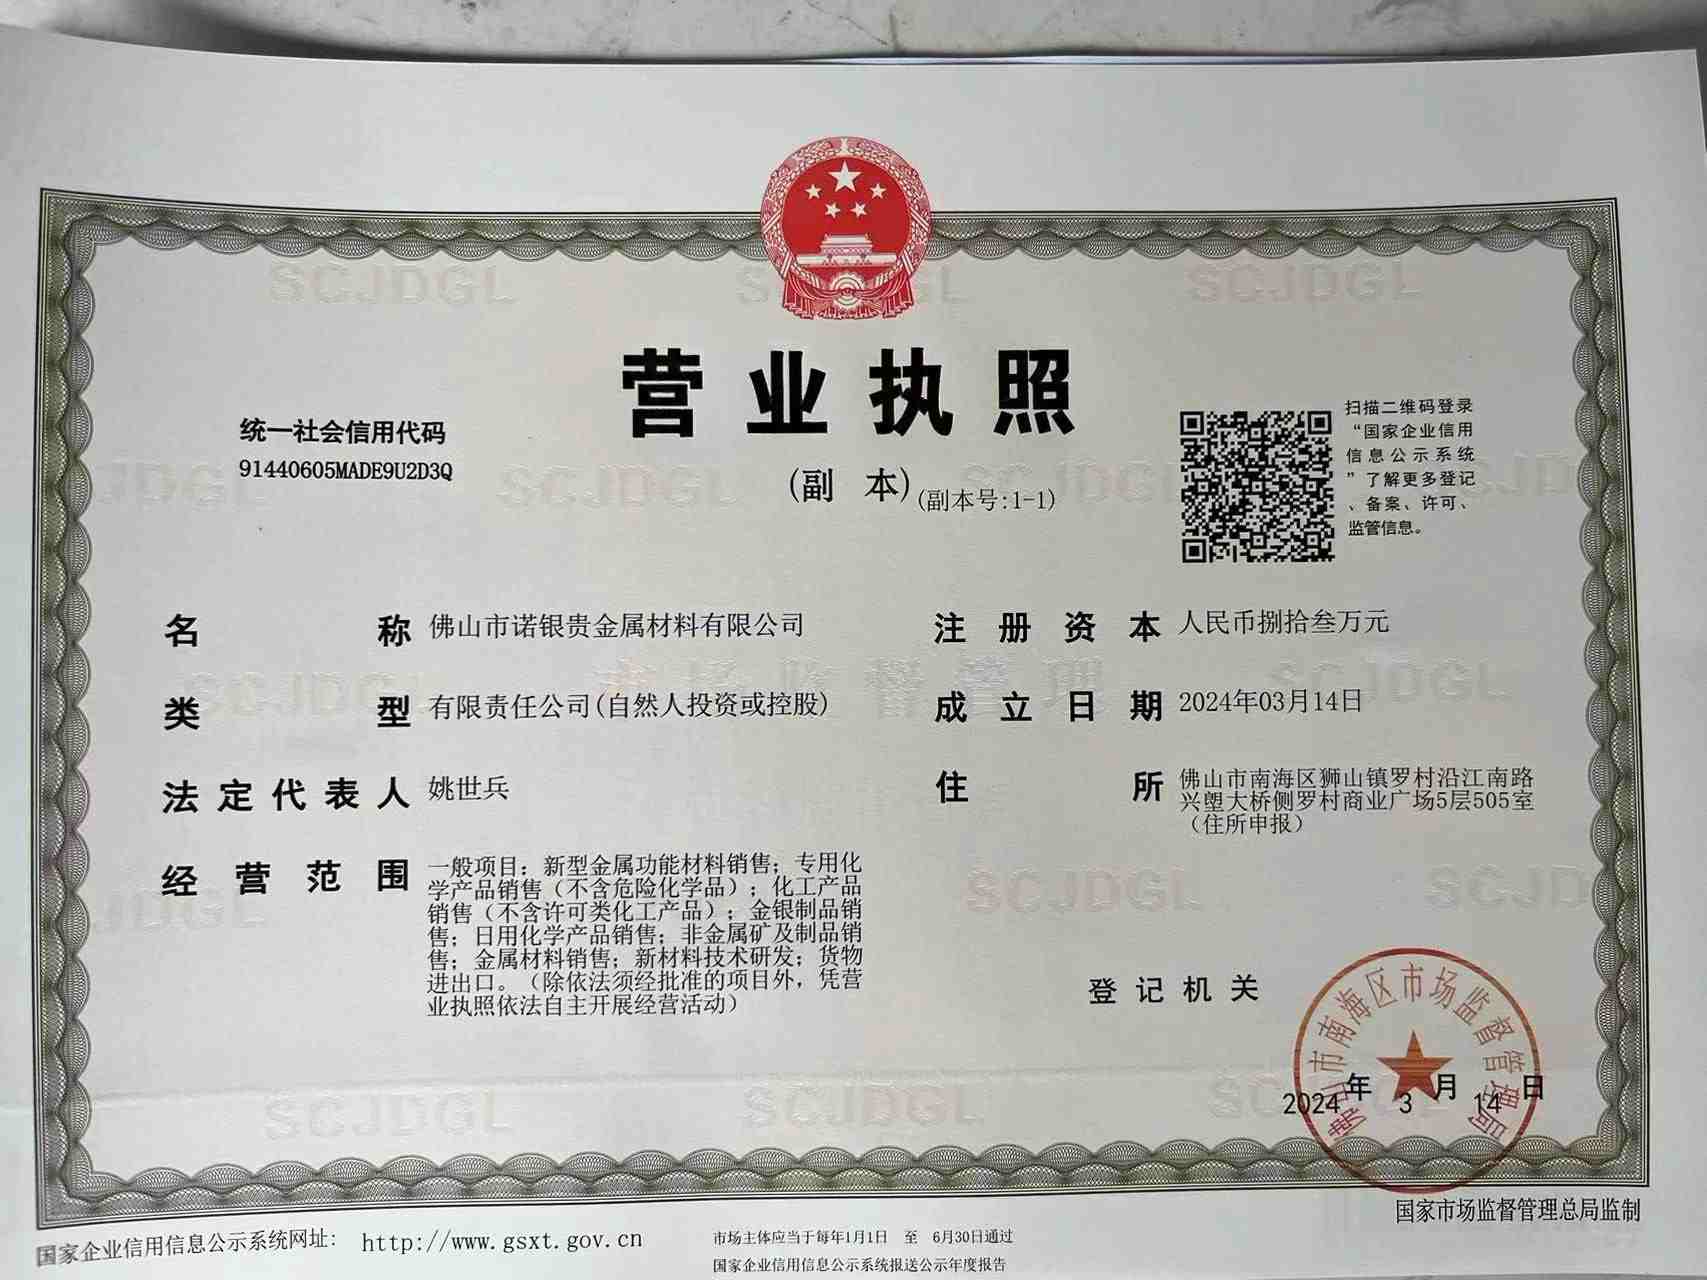 营业执照
(副 本)(副本号:1-1)
统一社会信用代码
91440605MADE9U2D3Q
扫描二维码登录
“国家企业信用
信息公示系统
”了解更多登记
、备案、许可、
监管信息。
名 称 佛山市诺银贵金属材料有限公司
类 型 有限责任公司(自然人投资或控股)
法定代表人 姚世兵
经营范围 一般项目：新型金属功能材料销售；专用化
学产品销售（不含危险化学品）；化工产品
销售（不含许可类化工产品）；金银制品销
售；日用化学产品销售；非金属矿及制品销
售；金属材料销售；新材料技术研发；货物
进出口。（除依法须经批准的项目外，凭营
业执照依法自主开展经营活动）
注册资本 人民币捌拾叁万元
成立日期 2024年03月14日
住 所 佛山市南海区狮山镇罗村沿江南路
兴塱大桥侧罗村商业广场5层505室
（住所申报）
登记机关
佛山市南海区市场监督管理局
2024年3月14日
国家企业信用信息公示系统网址： http://www.gsxt.gov.cn
市场主体应当于每年1月1日 至 6月30日通过
国家企业信用信息公示系统报送公示年度报告
国家市场监督管理总局监制
SCJDGL
市场监督管理